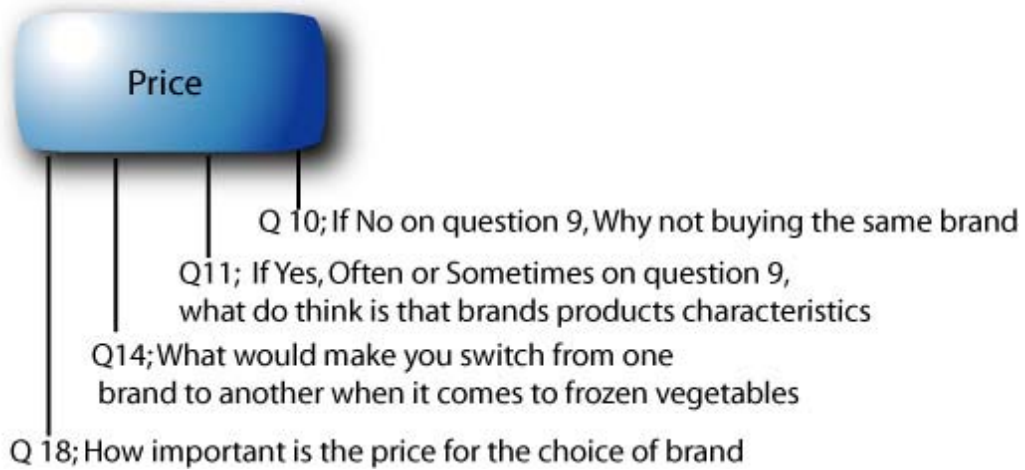 Price
Q 10; If No on question 9, Why not buying the same brand
Q11; If Yes, Often or Sometimes on question 9,
what do think is that brands products characteristics
Q14; What would make you switch from one
brand to another when it comes to frozen vegetables
Q 18; How important is the price for the choice of brand